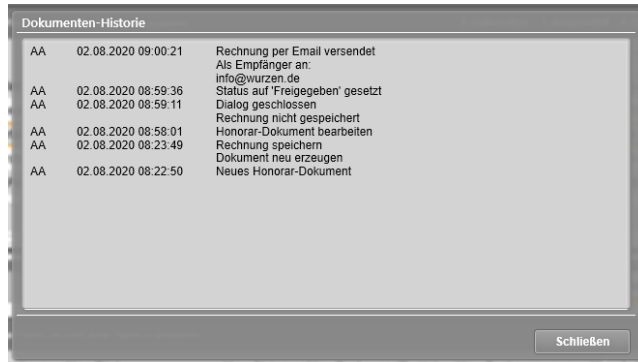 Dokumenten-Historie
AA 02.08.2020 09:00:21 Rechnung per Email versendet
Als Empfänger an:
info@wurzen.de
AA 02.08.2020 08:59:36 Status auf 'Freigegeben' gesetzt
AA 02.08.2020 08:59:11 Dialog geschlossen
Rechnung nicht gespeichert
AA 02.08.2020 08:58:01 Honorar-Dokument bearbeiten
AA 02.08.2020 08:23:49 Rechnung speichern
Dokument neu erzeugen
AA 02.08.2020 08:22:50 Neues Honorar-Dokument
Schließen